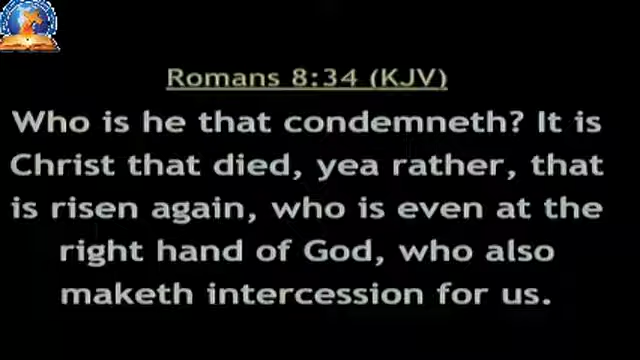 Romans 8:34 (KJV)
Who is he that condemneth? It is
Christ that died, yea rather, that
is risen again, who is even at the
right hand of God, who also
maketh intercession for us.